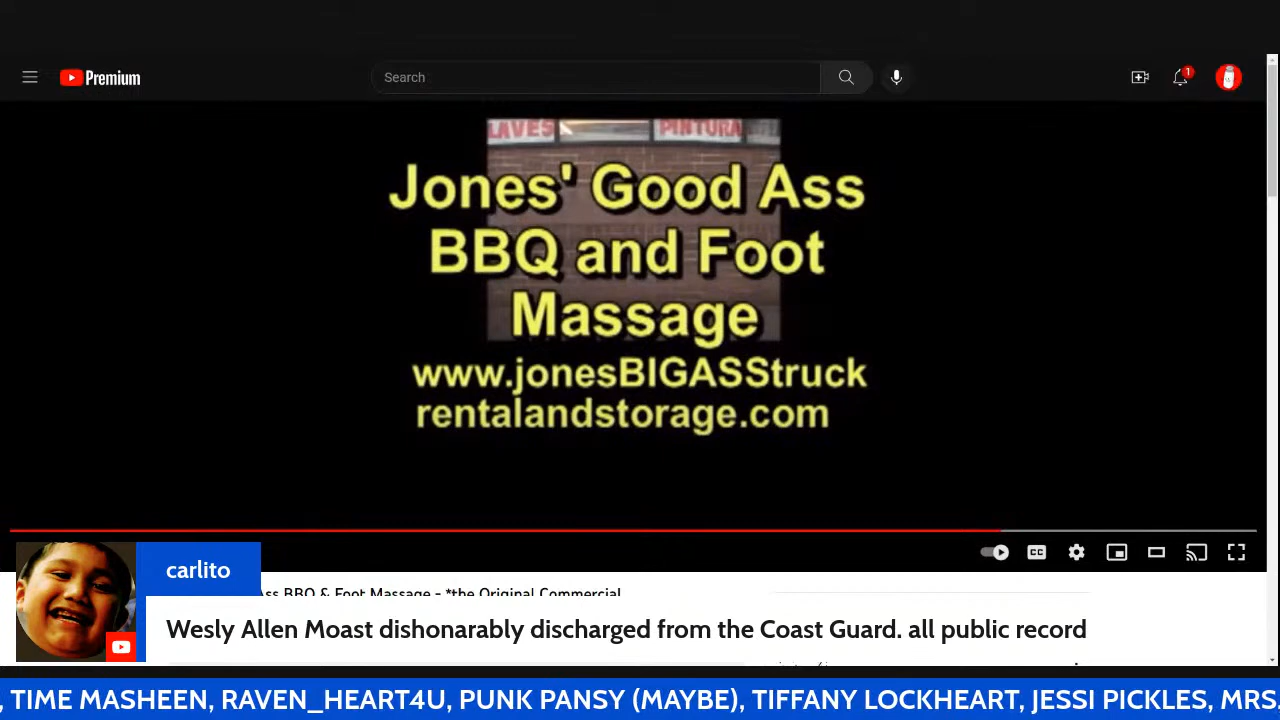 Premium
Search
1
LAVES PINTURA
Jones' Good Ass
BBQ and Foot
Massage
www.jonesBIGASStruck
rentalandstorage.com
CC
carlito
Ass BBQ & Foot Massage - *the Original Commercial
Wesly Allen Moast dishonarably discharged from the Coast Guard. all public record
, TIME MASHEEN, RAVEN_HEART4U, PUNK PANSY (MAYBE), TIFFANY LOCKHEART, JESSI PICKLES, MRS.